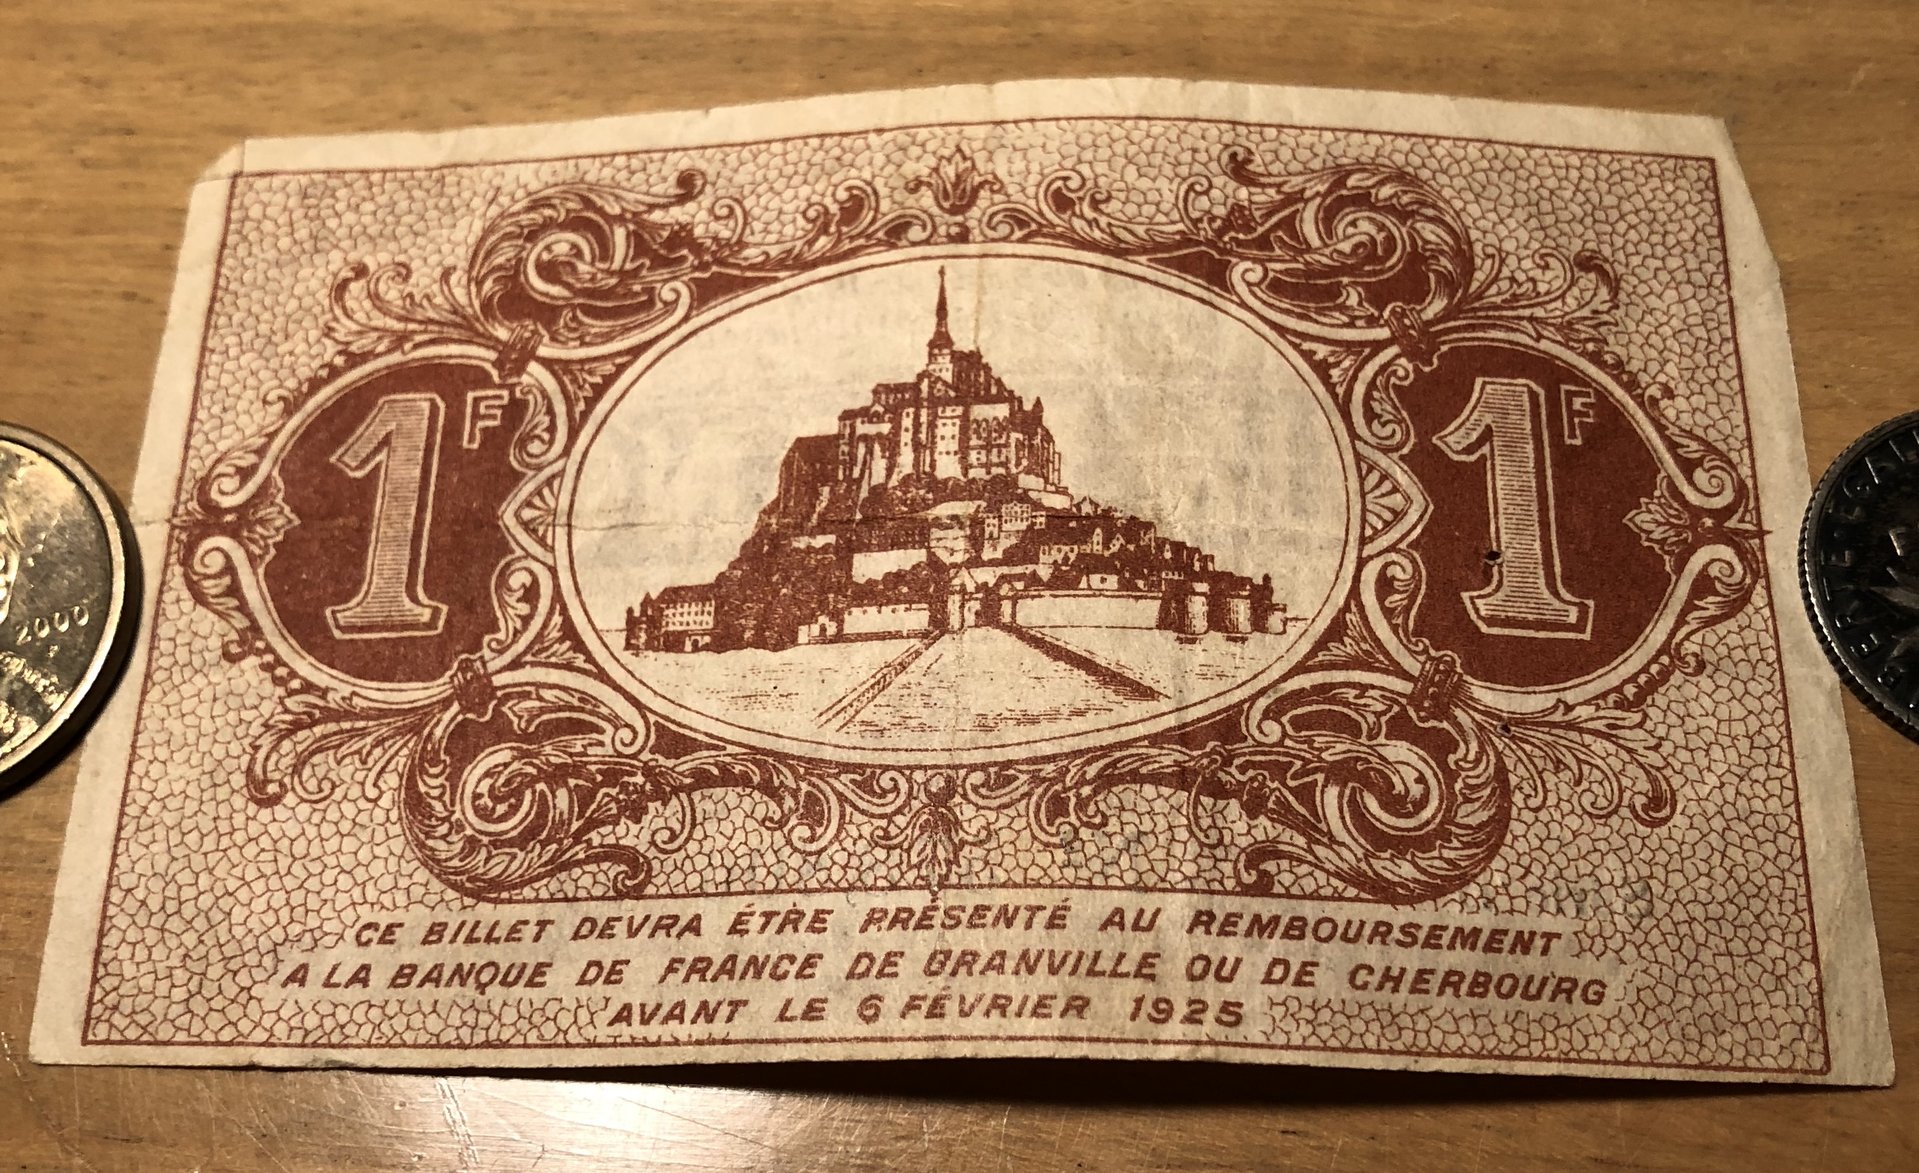 1F
1F
CE BILLET DEVRA ÊTRE PRÉSENTÉ AU REMBOURSEMENT
A LA BANQUE DE FRANCE DE GRANVILLE OU DE CHERBOURG
AVANT LE 6 FÉVRIER 1925
2000